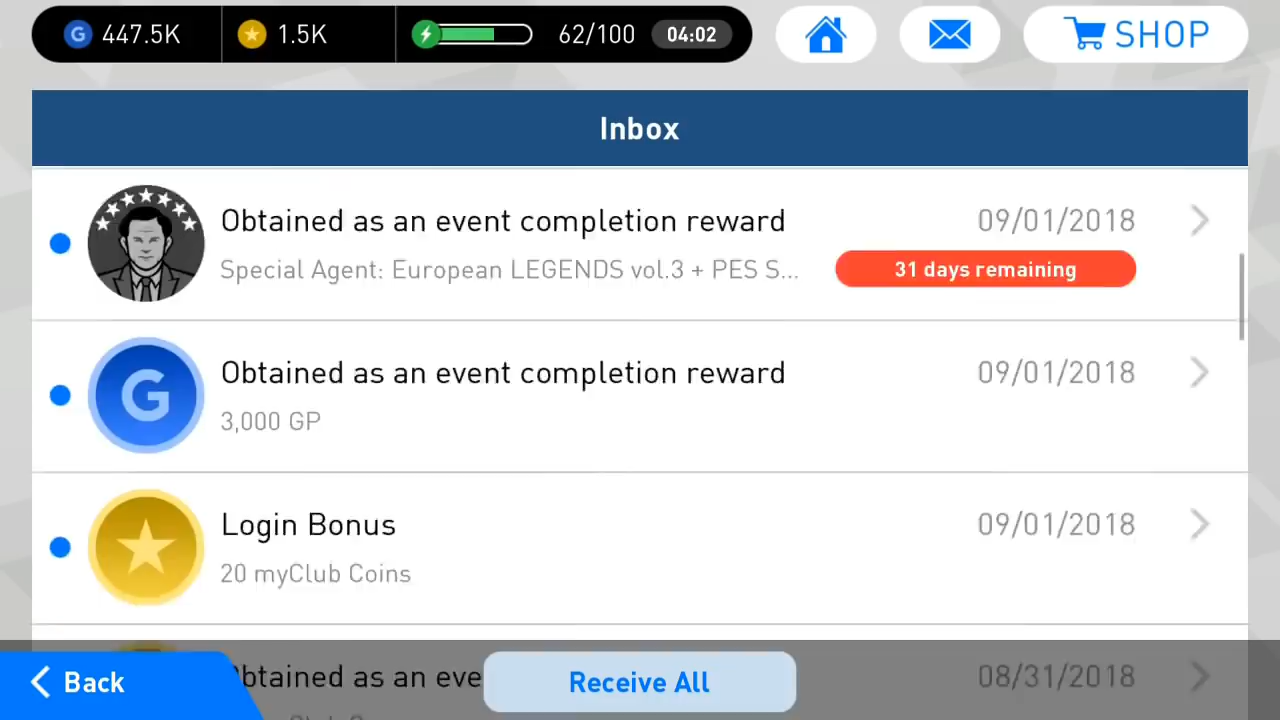 G 447.5K 1.5K 62/100 04:02 SHOP
Inbox
Obtained as an event completion reward 09/01/2018
Special Agent: European LEGENDS vol.3 + PES S... 31 days remaining
G
Obtained as an event completion reward 09/01/2018
3,000 GP
Login Bonus 09/01/2018
20 myClub Coins
Obtained as an eve 08/31/2018
Back Receive All